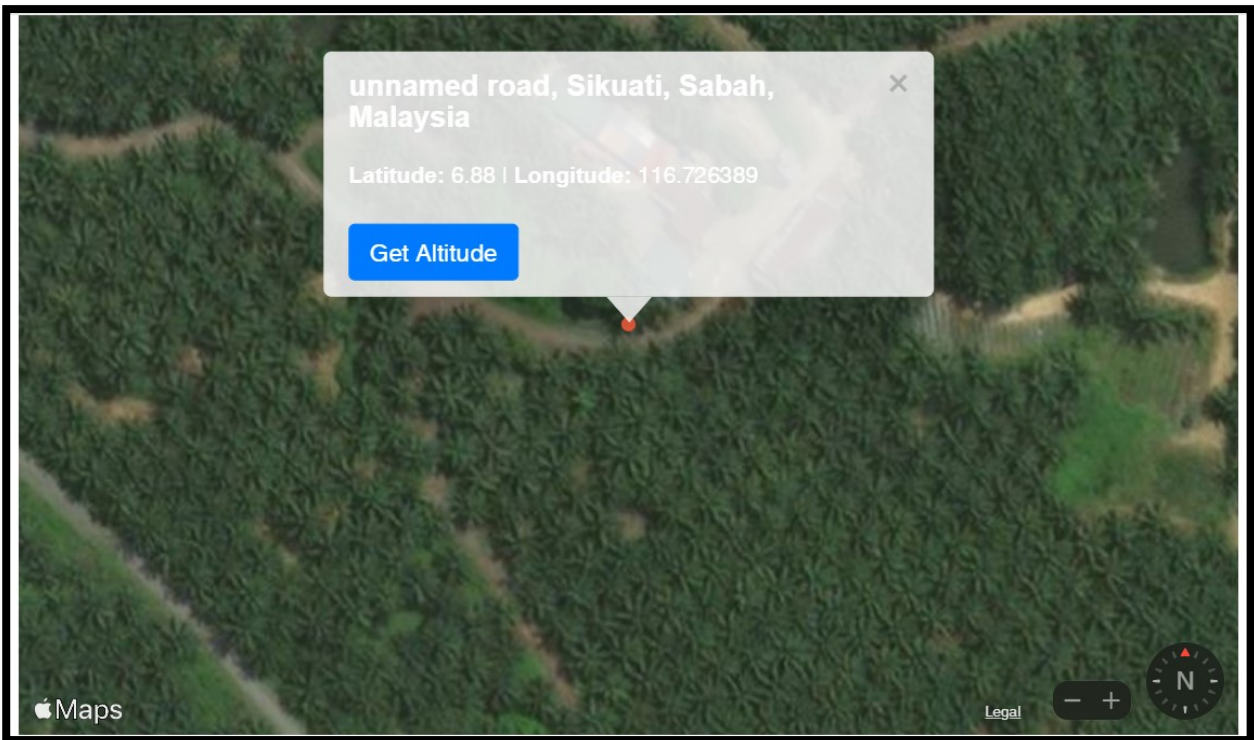 unnamed road, Sikuati, Sabah,
Malaysia
×
Latitude: 6.88 | Longitude: 116.726389
Get Altitude
Maps
Legal
− +
N